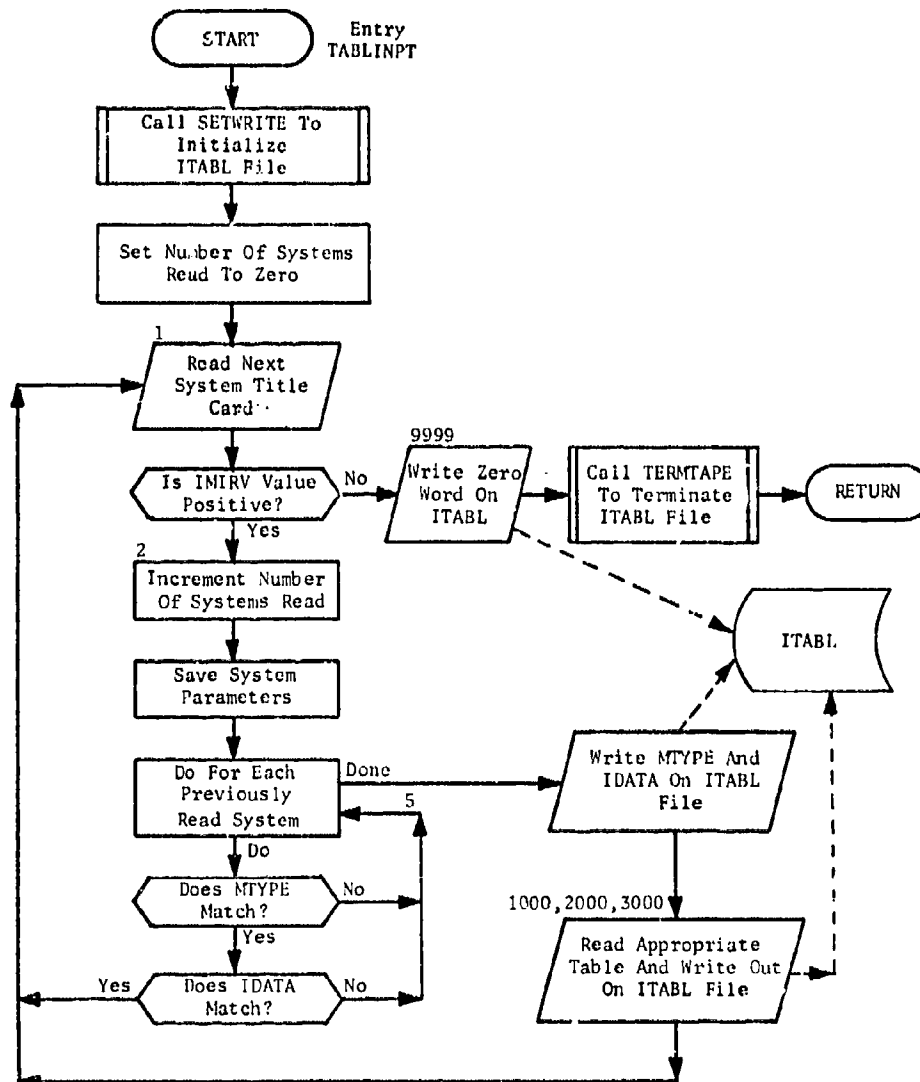 START
Entry
TABLINPT
Call SETWRITE To
Initialize
ITABL File
Set Number Of Systems
Read To Zero
1
Read Next
System Title
Card
Is IMIRV Value
Positive?
No
Yes
9999
Write Zero
Word On
ITABL
Call TERMTAPE
To Terminate
ITABL File
RETURN
2
Increment Number
Of Systems Read
ITABL
Save System
Parameters
Do For Each
Previously
Read System
Done
5
Do
Write MTYPE And
IDATA On ITABL
File
Does MTYPE
Match?
No
Yes
1000,2000,3000
Read Appropriate
Table And Write Out
On ITABL File
Yes
Does IDATA
Match?
No